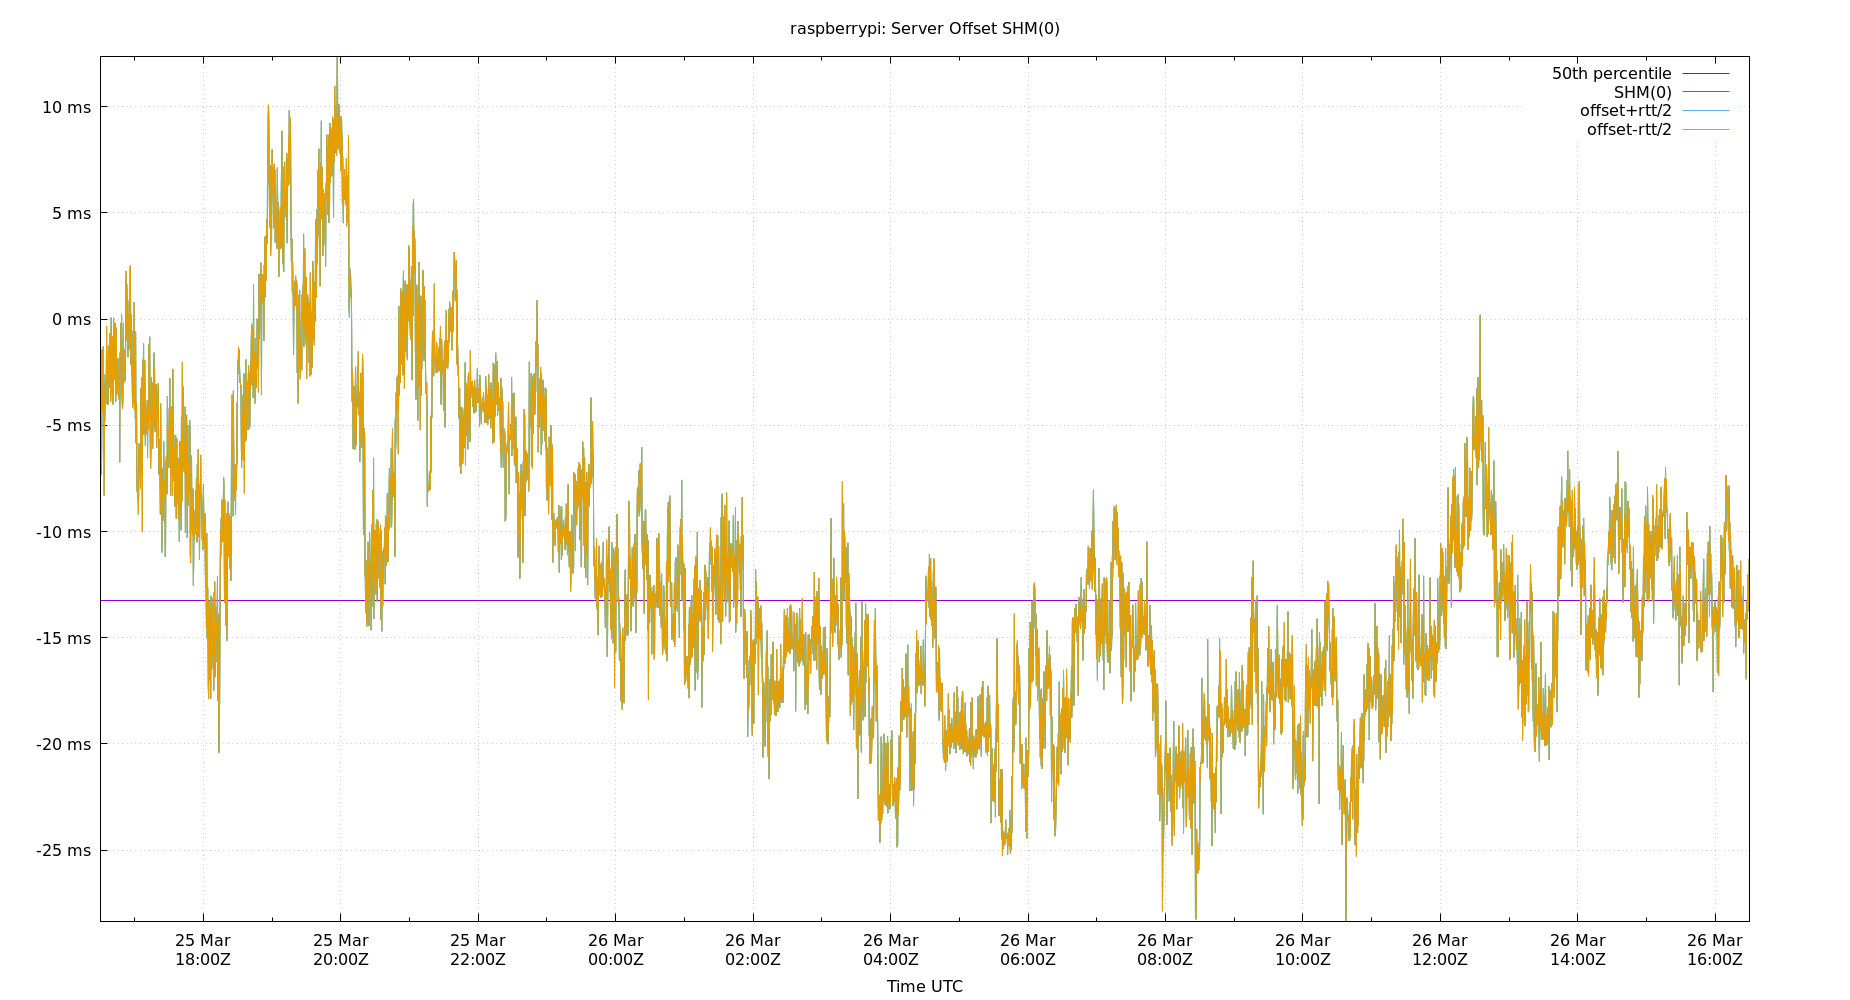 raspberrypi: Server Offset SHM(0)
50th percentile
SHM(0)
offset+rtt/2
offset-rtt/2
10 ms
5 ms
0 ms
-5 ms
-10 ms
-15 ms
-20 ms
-25 ms
25 Mar 25 Mar 25 Mar 26 Mar 26 Mar 26 Mar 26 Mar 26 Mar 26 Mar 26 Mar 26 Mar 26 Mar
18:00Z 20:00Z 22:00Z 00:00Z 02:00Z 04:00Z 06:00Z 08:00Z 10:00Z 12:00Z 14:00Z 16:00Z
Time UTC